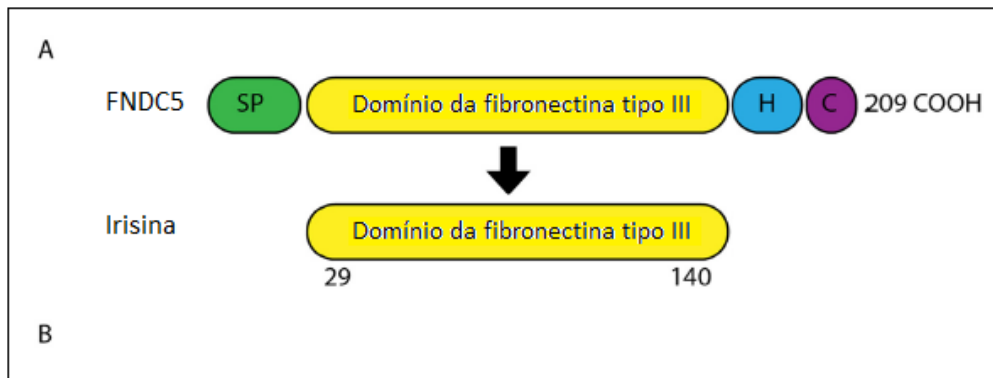 A
FNDC5 SP Domínio da fibronectina tipo III H C 209 COOH
Irisina Domínio da fibronectina tipo III
29 140
B